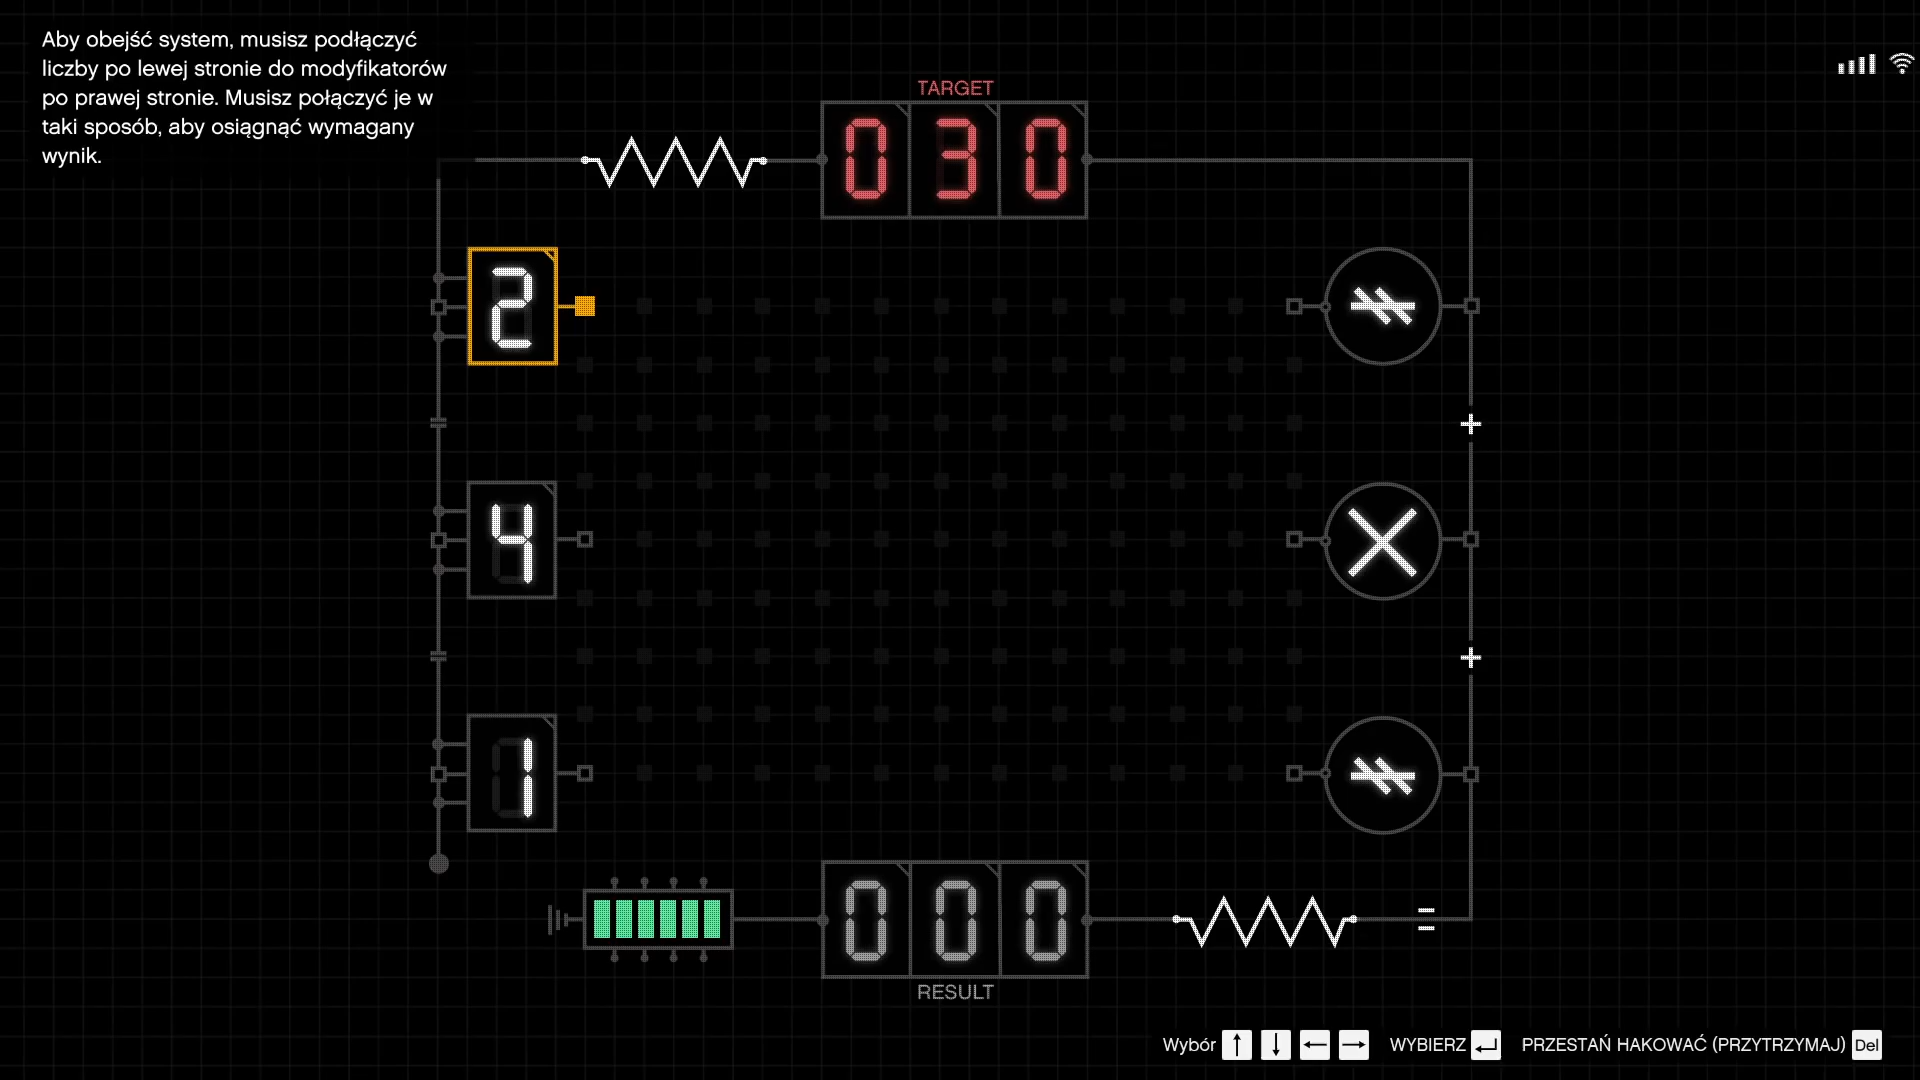 Aby obejść system, musisz podłączyć
liczby po lewej stronie do modyfikatorów
po prawej stronie. Musisz połączyć je w
taki sposób, aby osiągnąć wymagany
wynik.
TARGET
030
2
+
4
+
1
=
000
RESULT
Wybór ↑ ↓ ← → WYBIERZ ↵ PRZESTAŃ HAKOWAĆ (PRZYTRZYMAJ) Del